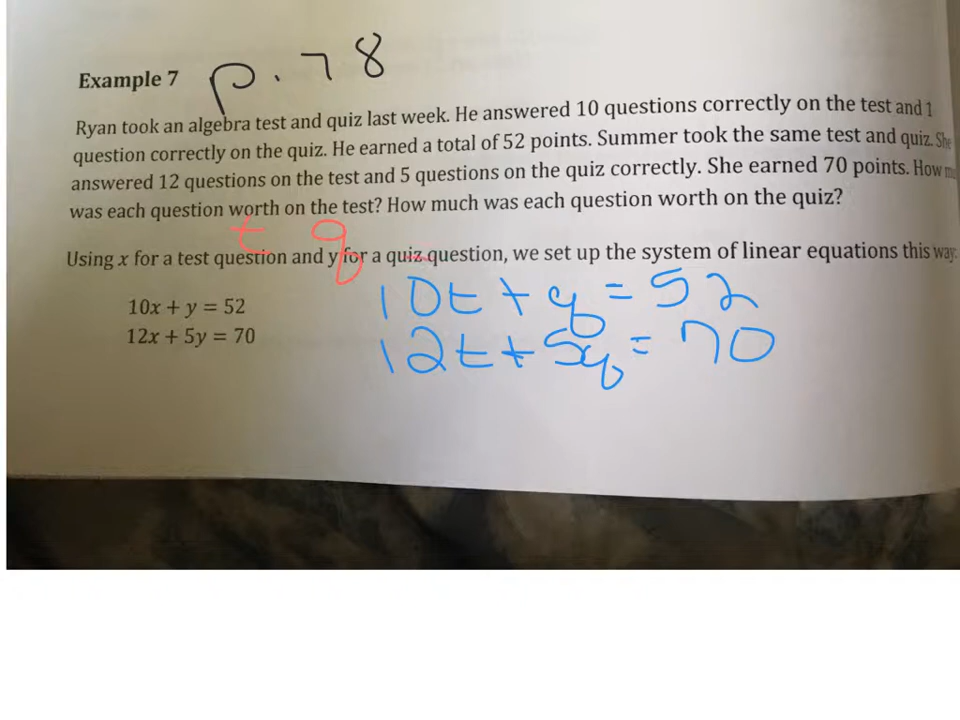 Example 7 p. 78
Ryan took an algebra test and quiz last week. He answered 10 questions correctly on the test and 1
question correctly on the quiz. He earned a total of 52 points. Summer took the same test and quiz. She
answered 12 questions on the test and 5 questions on the quiz correctly. She earned 70 points. How
was each question worth on the test? How much was each question worth on the quiz?
t q
Using x for a test question and y for a quiz question, we set up the system of linear equations this way:
10x + y = 52
12x + 5y = 70
10t + q = 52
12t + 5q = 70